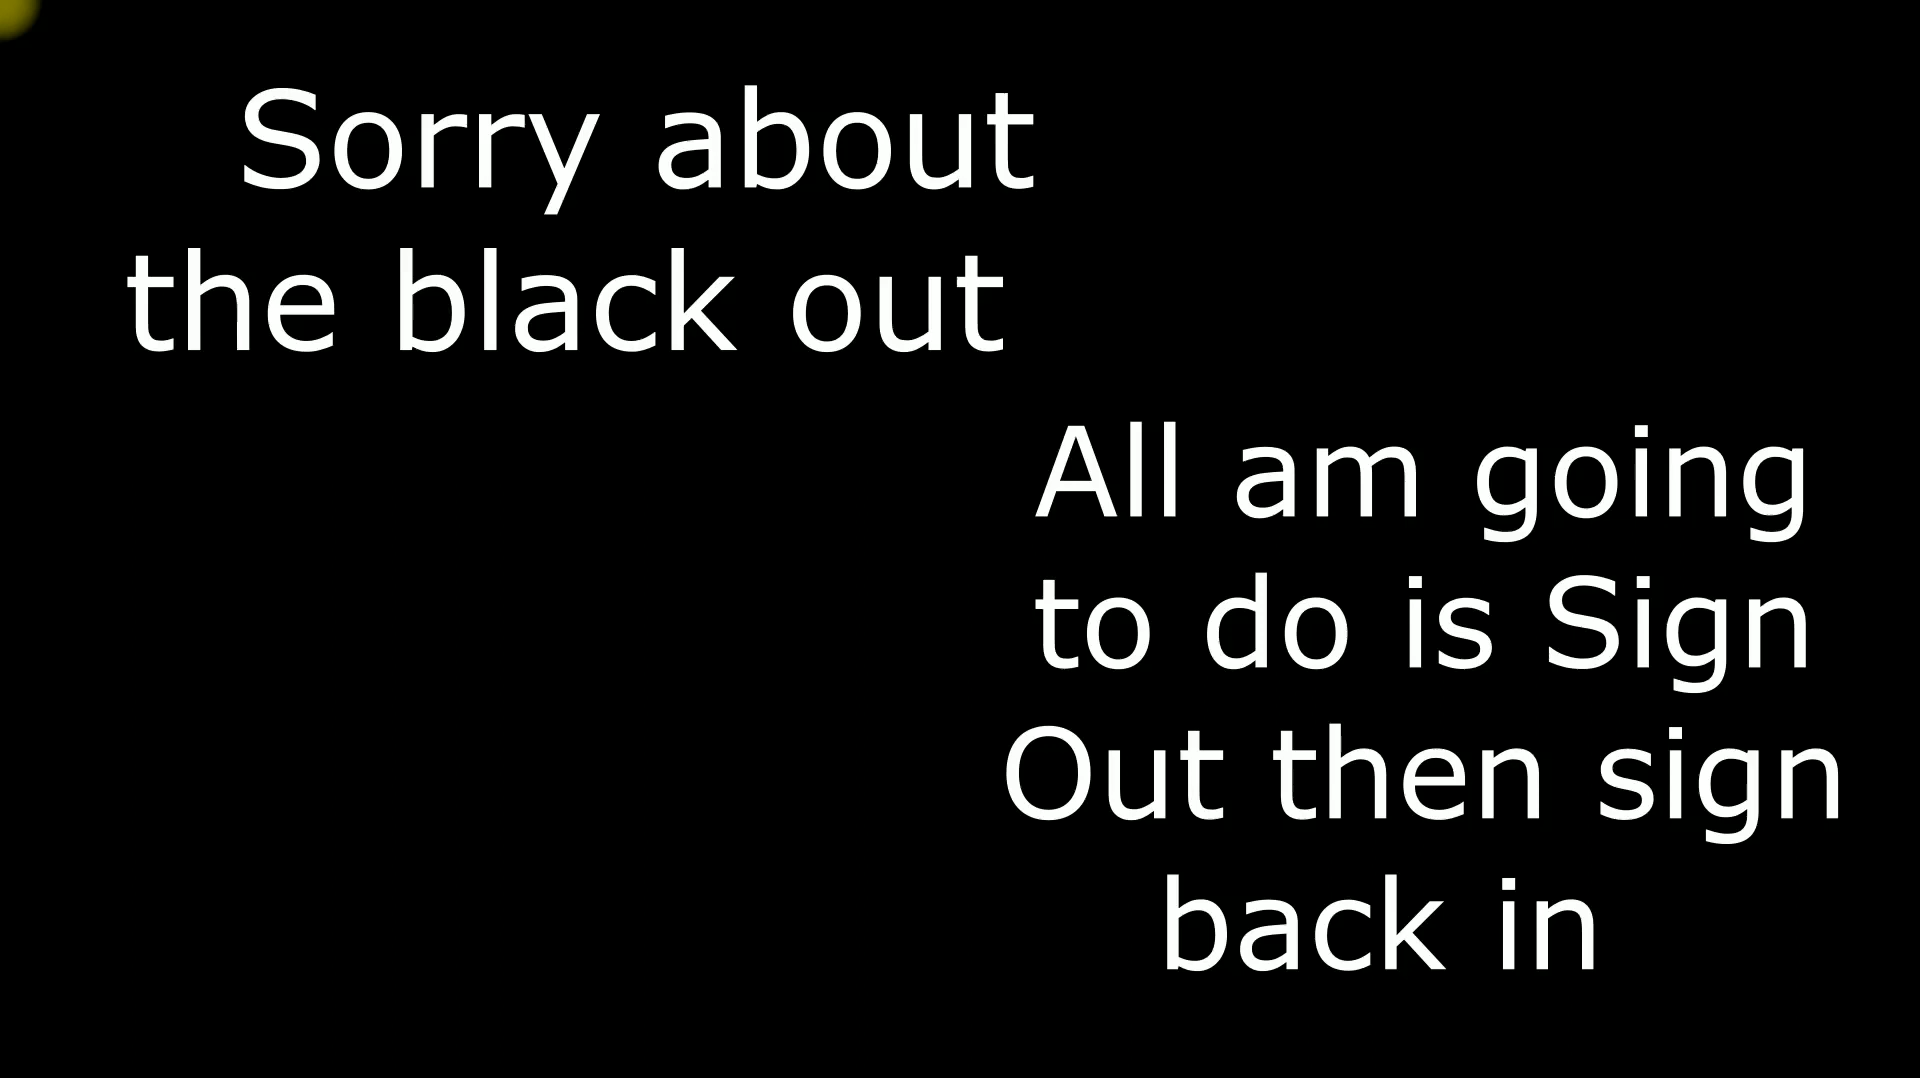 Sorry about
the black out
All am going
to do is Sign
Out then sign
back in